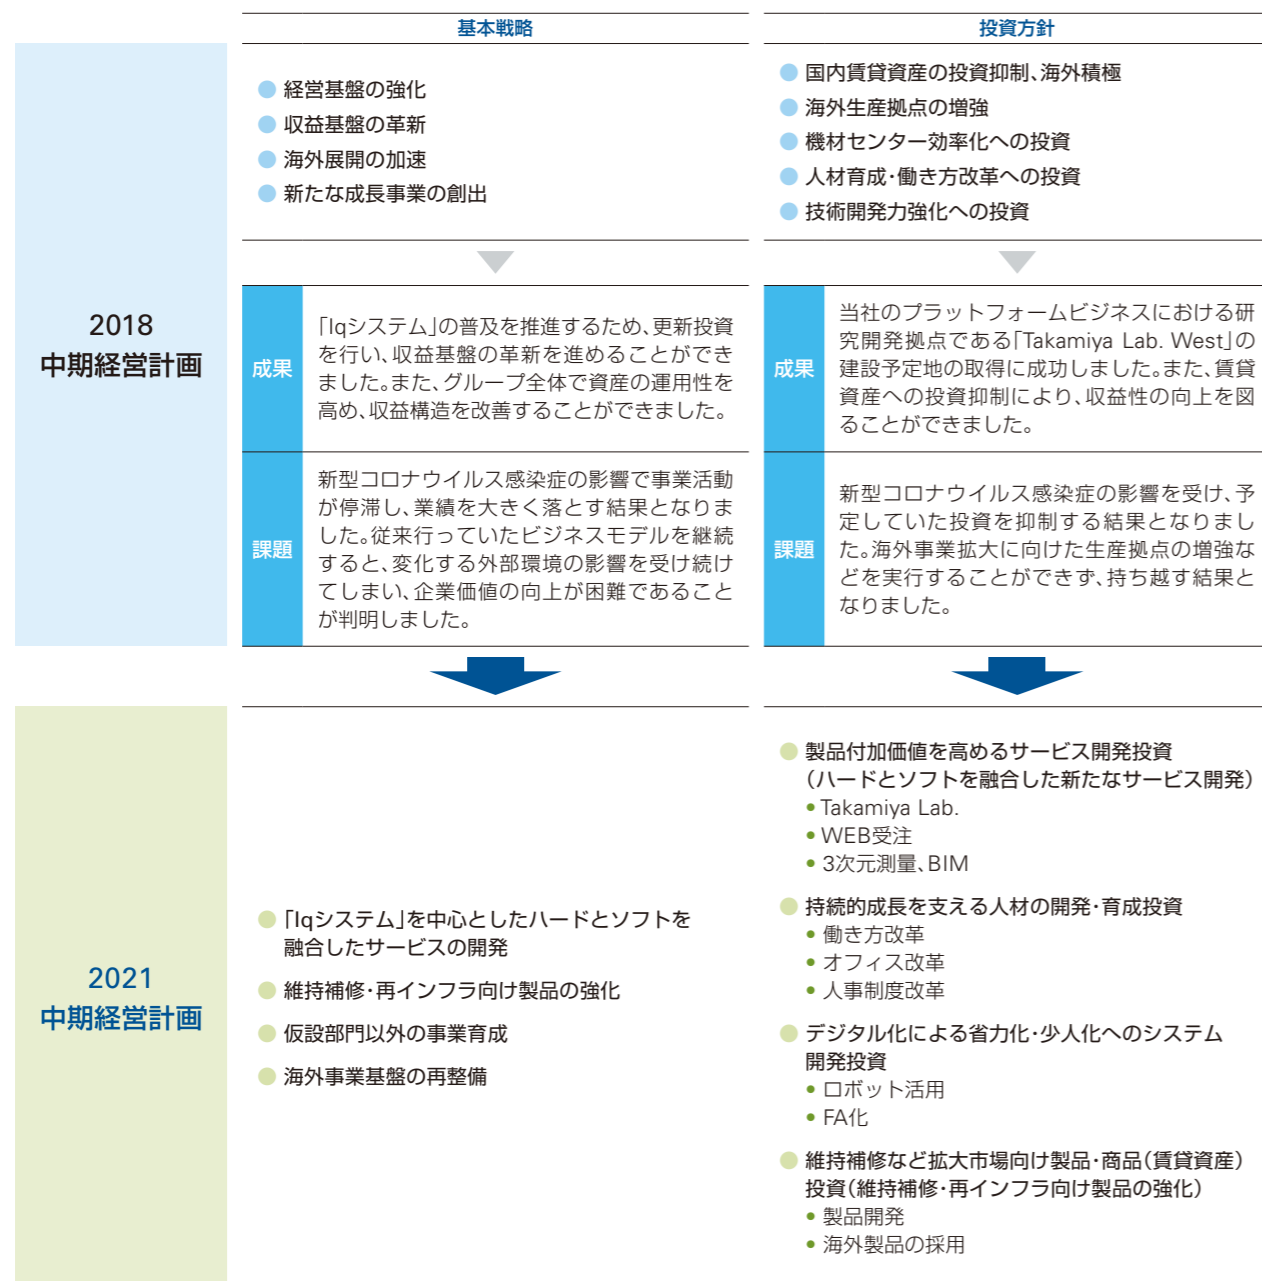 基本戦略
投資方針
2018
中期経営計画
● 経営基盤の強化
● 収益基盤の革新
● 海外展開の加速
● 新たな成長事業の創出
● 国内賃貸資産の投資抑制、海外積極
● 海外生産拠点の増強
● 機材センター効率化への投資
● 人材育成・働き方改革への投資
● 技術開発力強化への投資
成果
「Iqシステム」の普及を推進するため、更新投資
を行い、収益基盤の革新を進めることができ
ました。また、グループ全体で資産の運用性を
高め、収益構造を改善することができました。
成果
当社のプラットフォームビジネスにおける研
究開発拠点である「Takamiya Lab. West」の
建設予定地の取得に成功しました。また、賃貸
資産への投資抑制により、収益性の向上を図
ることができました。
課題
新型コロナウイルス感染症の影響で事業活動
が停滞し、業績を大きく落とす結果となりま
した。従来行っていたビジネスモデルを継続
すると、変化する外部環境の影響を受け続け
てしまい、企業価値の向上が困難であること
が判明しました。
課題
新型コロナウイルス感染症の影響を受け、予
定していた投資を抑制する結果となりまし
た。海外事業拡大に向けた生産拠点の増強な
どを実行することができず、持ち越す結果と
なりました。
2021
中期経営計画
● 「Iqシステム」を中心としたハードとソフトを
融合したサービスの開発
● 維持補修・再インフラ向け製品の強化
● 仮設部門以外の事業育成
● 海外事業基盤の再整備
● 製品付加価値を高めるサービス開発投資
（ハードとソフトを融合した新たなサービス開発）
• Takamiya Lab.
• WEB受注
• 3次元測量、BIM
● 持続的成長を支える人材の開発・育成投資
• 働き方改革
• オフィス改革
• 人事制度改革
● デジタル化による省力化・少人化へのシステム
開発投資
• ロボット活用
• FA化
● 維持補修など拡大市場向け製品・商品（賃貸資産）
投資（維持補修・再インフラ向け製品の強化）
• 製品開発
• 海外製品の採用